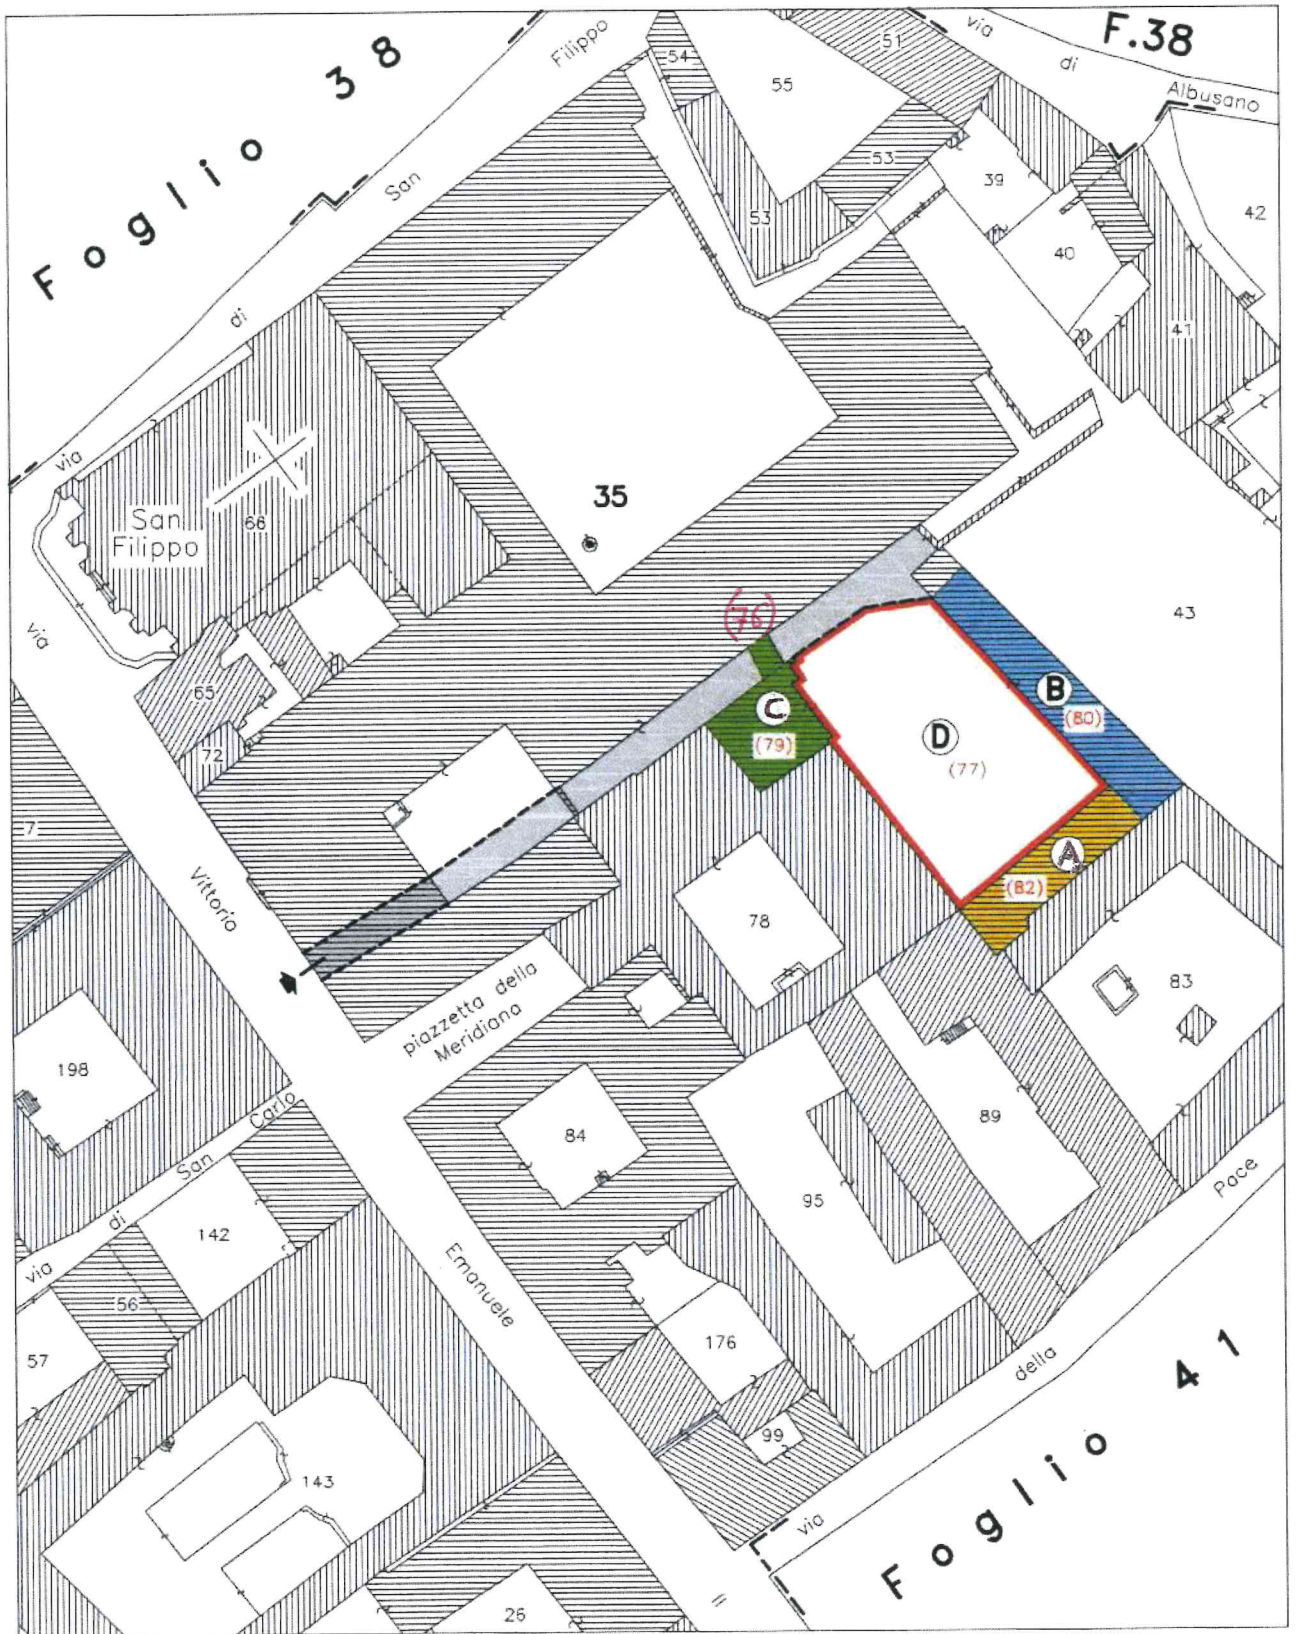 Foglio 38
F.38
via di Albusano
via di San Filippo
51
54
55
53
53
39
40
42
41
35
San
Filippo
66
43
(76)
65
72
C
(79)
B
(80)
D
(77)
A
(82)
7
via Vittorio Emanuele II
78
83
piazzetta della
Meridiana
198
via di San Carlo
84
89
95
142
56
57
176
99
143
26
via della Pace
Foglio 41